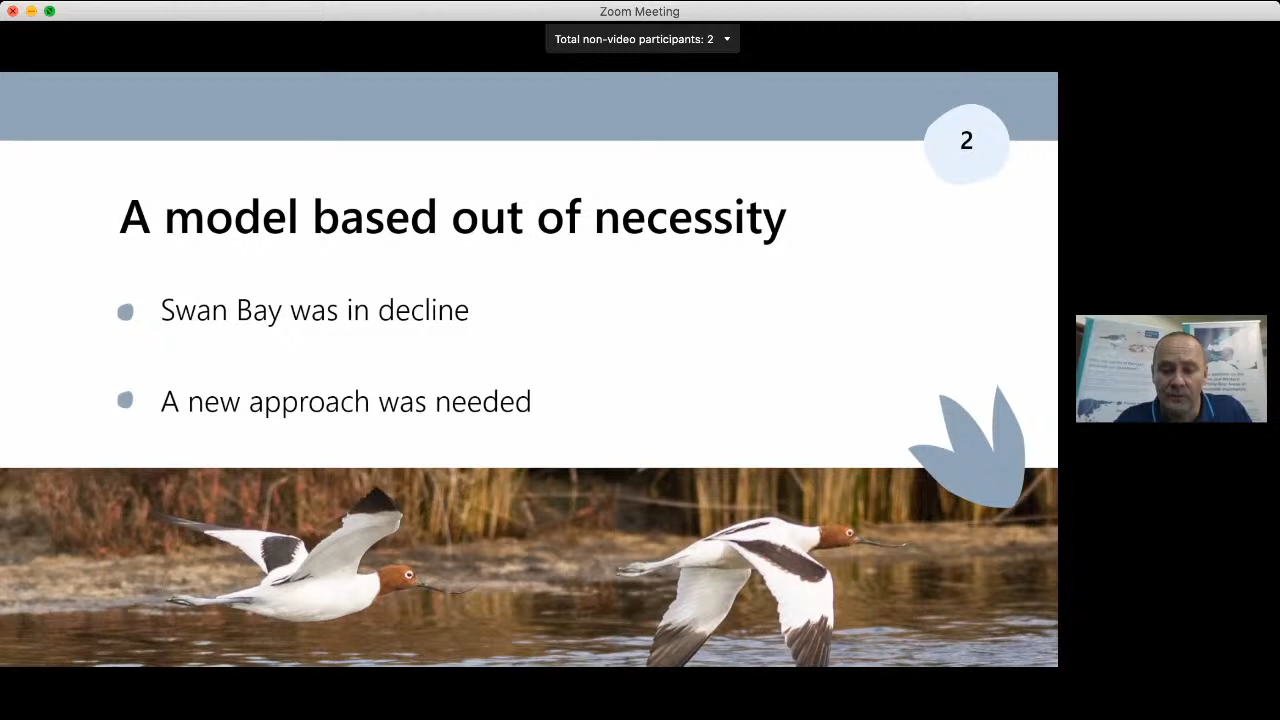 Zoom Meeting
Total non-video participants: 2
2
A model based out of necessity
Swan Bay was in decline
A new approach was needed